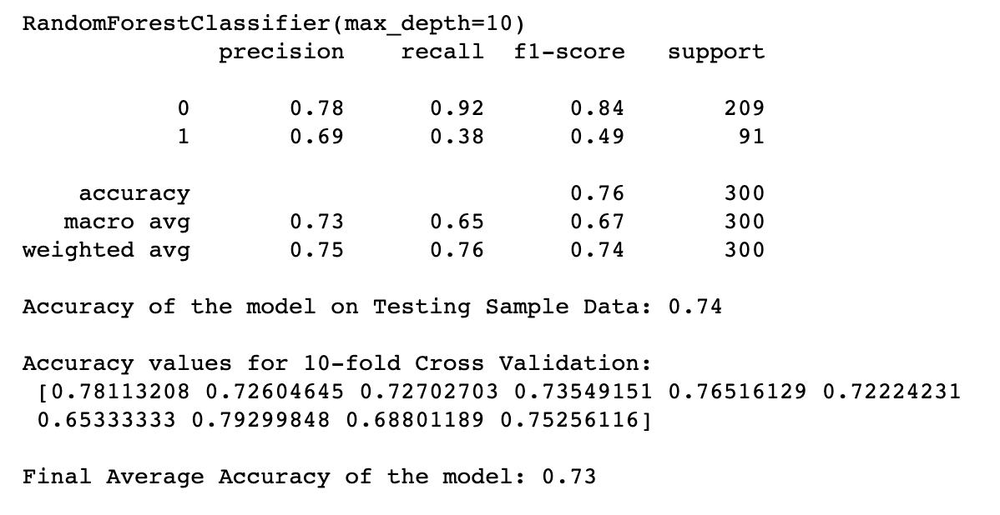 RandomForestClassifier(max_depth=10)
precision recall f1-score support
0 0.78 0.92 0.84 209
1 0.69 0.38 0.49 91
accuracy 0.76 300
macro avg 0.73 0.65 0.67 300
weighted avg 0.75 0.76 0.74 300
Accuracy of the model on Testing Sample Data: 0.74
Accuracy values for 10-fold Cross Validation:
[0.78113208 0.72604645 0.72702703 0.73549151 0.76516129 0.72224231
0.65333333 0.79299848 0.68801189 0.75256116]
Final Average Accuracy of the model: 0.73